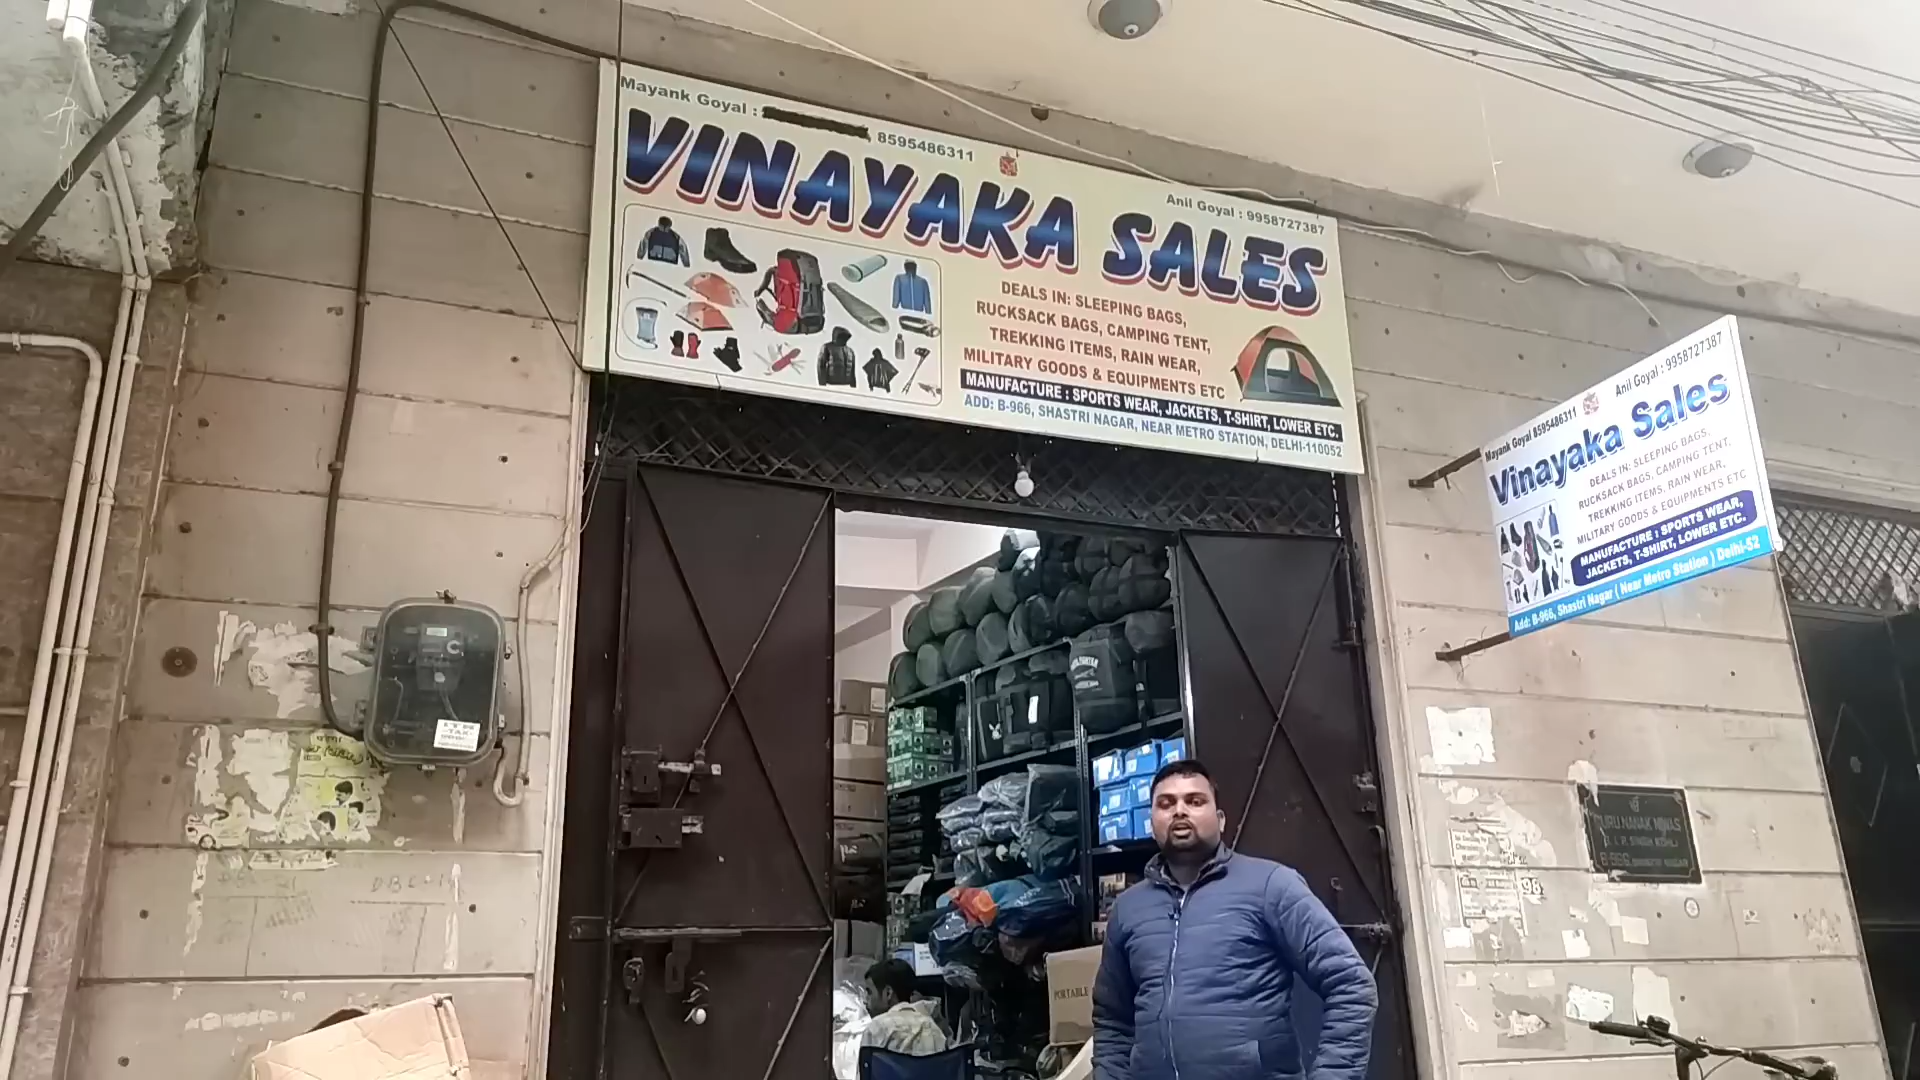 Mayank Goyal :
, 8595486311
Anil Goyal : 9958727387
VINAYAKA SALES
DEALS IN: SLEEPING BAGS,
RUCKSACK BAGS, CAMPING TENT,
TREKKING ITEMS, RAIN WEAR,
MILITARY GOODS & EQUIPMENTS ETC
MANUFACTURE : SPORTS WEAR, JACKETS, T-SHIRT, LOWER ETC.
ADD: B-966, SHASTRI NAGAR, NEAR METRO STATION, DELHI-110052
Mayank Goyal 8595486311
Anil Goyal : 9958727387
Vinayaka Sales
DEALS IN: SLEEPING BAGS,
RUCKSACK BAGS, CAMPING TENT,
TREKKING ITEMS, RAIN WEAR,
MILITARY GOODS & EQUIPMENTS ETC
MANUFACTURE : SPORTS WEAR,
JACKETS, T-SHIRT, LOWER ETC.
Add: B-966, Shastri Nagar ( Near Metro Station ) Delhi-52
GURU NANAK NIWAS
PORTABLE